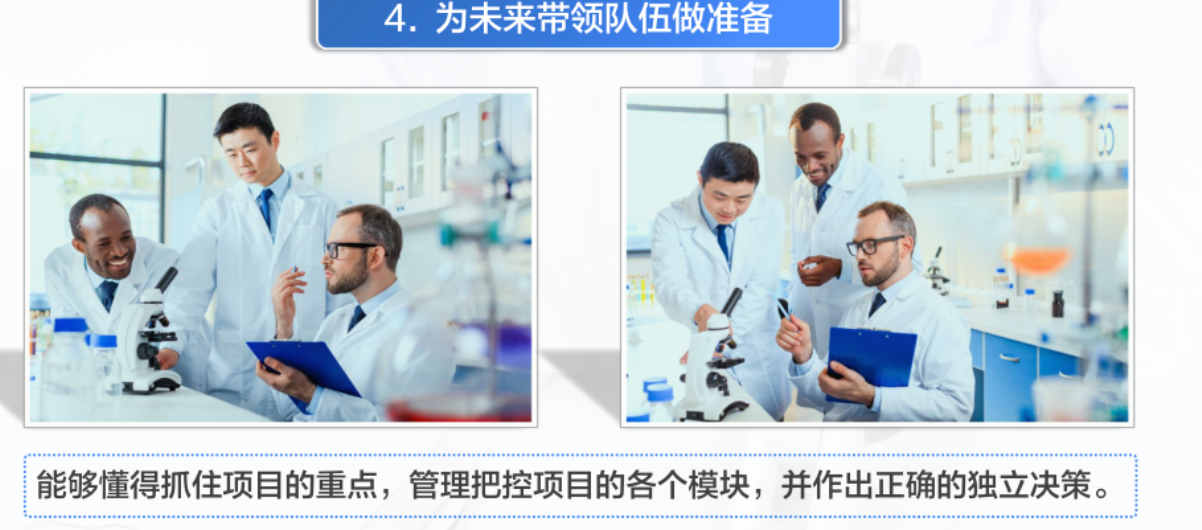 4. 为未来带领队伍做准备
能够懂得抓住项目的重点，管理把控项目的各个模块，并作出正确的独立决策。